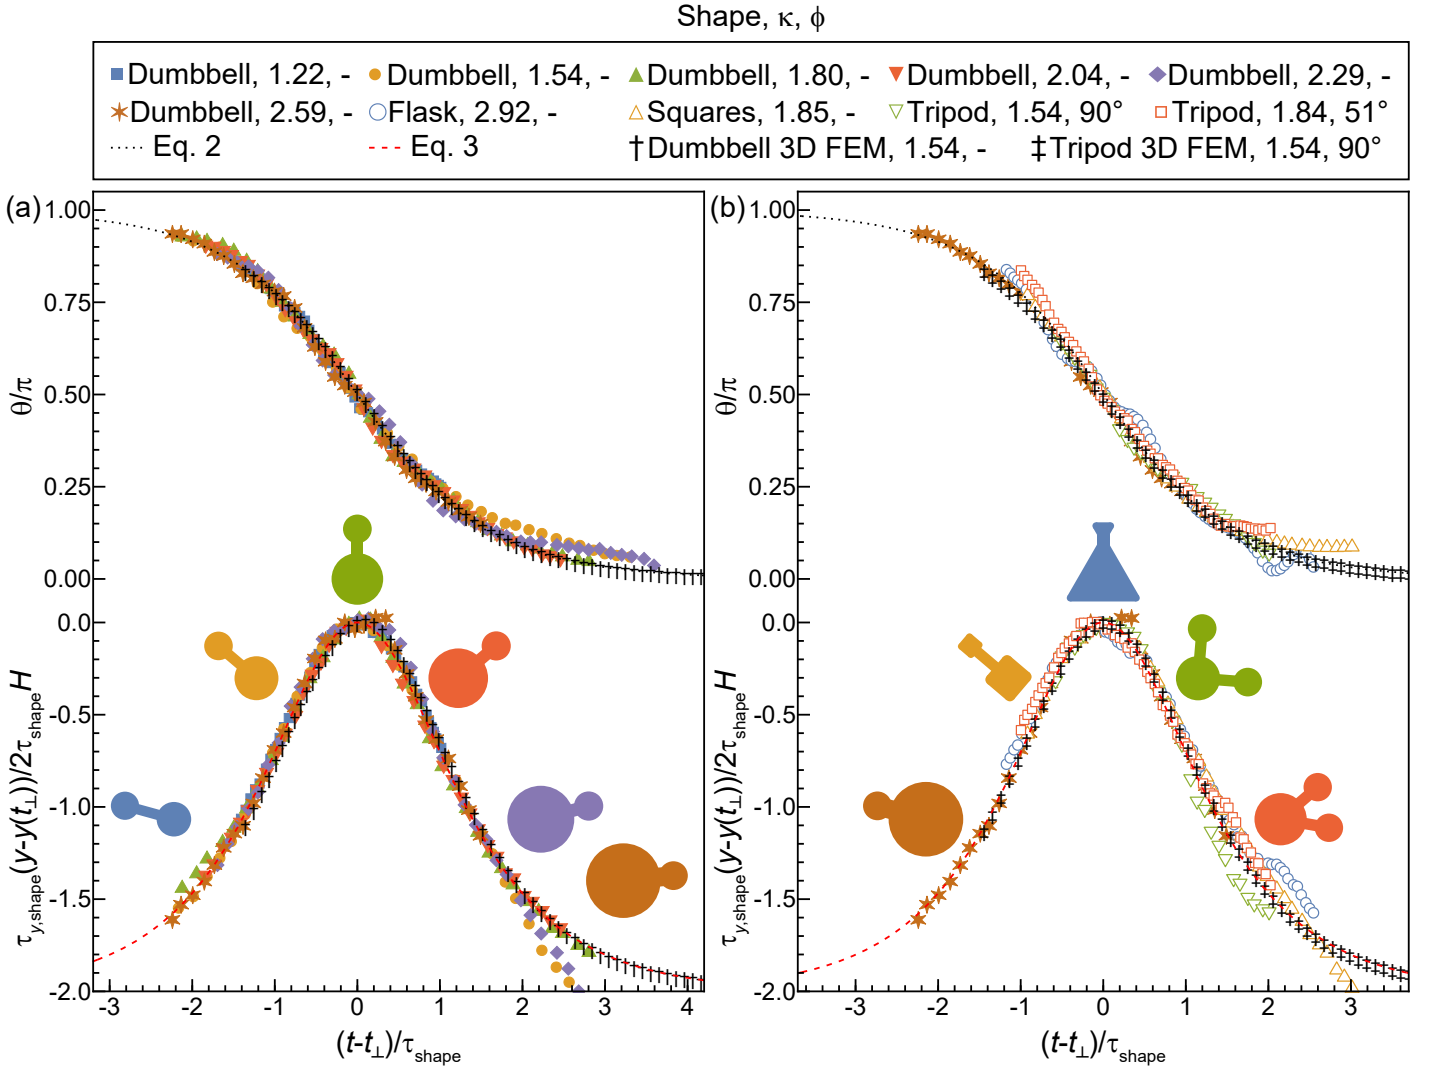 Shape, κ, ϕ
Dumbbell, 1.22, - Dumbbell, 1.54, - Dumbbell, 1.80, - Dumbbell, 2.04, - Dumbbell, 2.29, -
Dumbbell, 2.59, - Flask, 2.92, - Squares, 1.85, - Tripod, 1.54, 90° Tripod, 1.84, 51°
Eq. 2 Eq. 3 †Dumbbell 3D FEM, 1.54, - ‡Tripod 3D FEM, 1.54, 90°
(a)
θ/π
1.00
0.75
0.50
0.25
0.00
τy,shape(y-y(t⊥))/2τshapeH
0.0
-0.5
-1.0
-1.5
-2.0
-3 -2 -1 0 1 2 3 4
(t-t⊥)/τshape
(b)
θ/π
1.00
0.75
0.50
0.25
0.00
τy,shape(y-y(t⊥))/2τshapeH
0.0
-0.5
-1.0
-1.5
-2.0
-3 -2 -1 0 1 2 3
(t-t⊥)/τshape